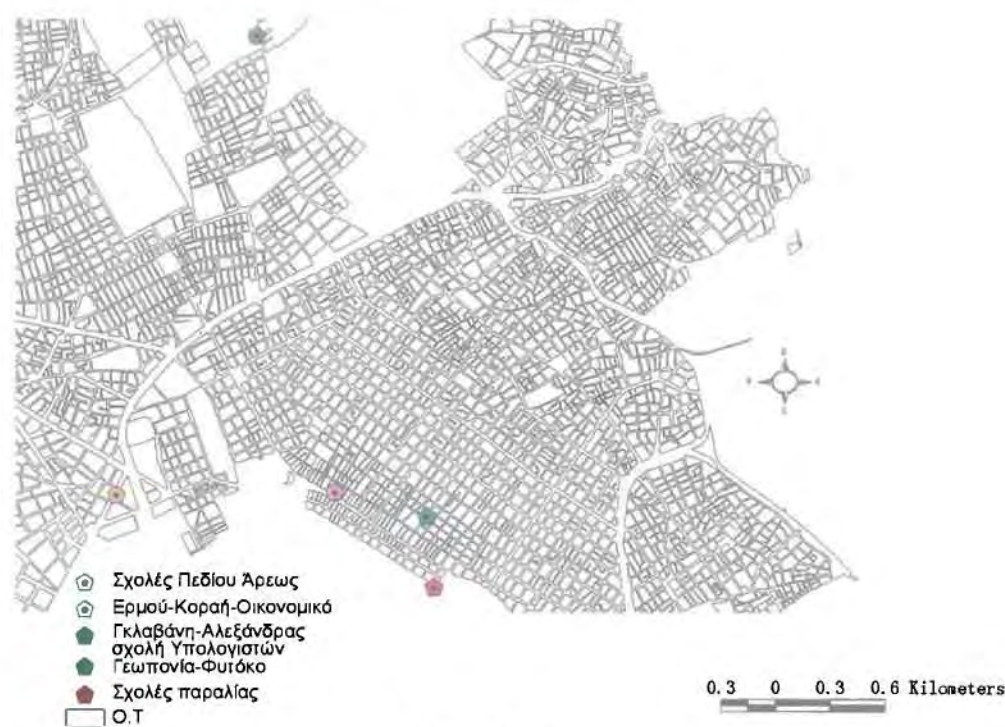 Σχολές Πεδίου Άρεως
Ερμού-Κοραή-Οικονομικό
Γκλαβάνη-Αλεξάνδρας
σχολή Υπολογιστών
Γεωπονία-Φυτόκο
Σχολές παραλίας
Ο.Τ
0.3 0 0.3 0.6 Kilometers